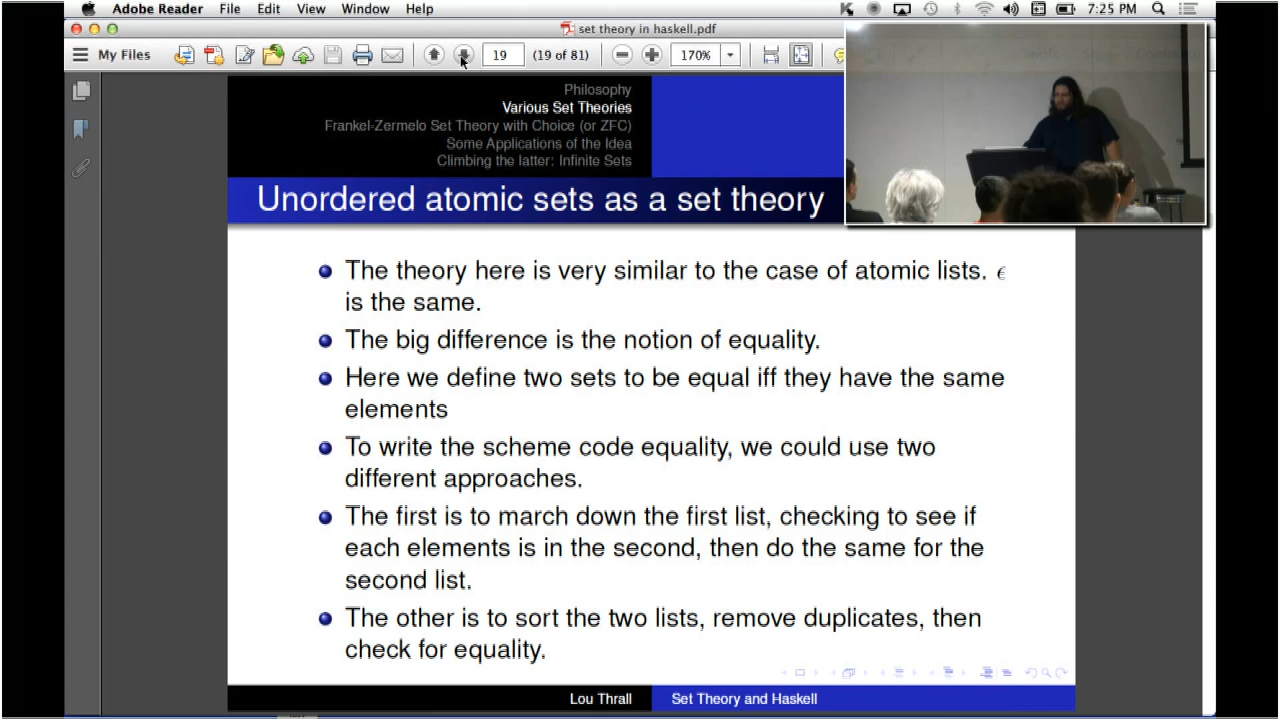 Adobe Reader File Edit View Window Help 7:25 PM
set theory in haskell.pdf
My Files 19 (19 of 81) 170%
Philosophy
Various Set Theories
Frankel-Zermelo Set Theory with Choice (or ZFC)
Some Applications of the Idea
Climbing the latter: Infinite Sets
Unordered atomic sets as a set theory
The theory here is very similar to the case of atomic lists. ϵ
is the same.
The big difference is the notion of equality.
Here we define two sets to be equal iff they have the same
elements
To write the scheme code equality, we could use two
different approaches.
The first is to march down the first list, checking to see if
each elements is in the second, then do the same for the
second list.
The other is to sort the two lists, remove duplicates, then
check for equality.
Lou Thrall Set Theory and Haskell